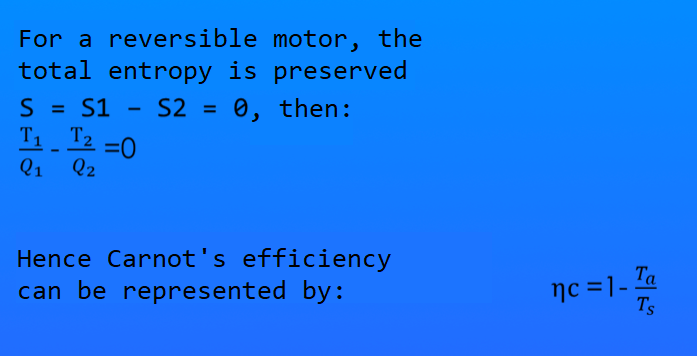 For a reversible motor, the
total entropy is preserved
S = S1 – S2 = 0, then:
T₁/Q₁ - T₂/Q₂ =0
Hence Carnot's efficiency
can be represented by:
ηc =1- Ta/Ts